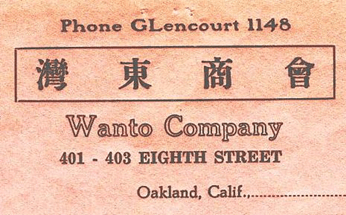 Phone GLencourt 1148
灣東商會
Wanto Company
401 - 403 EIGHTH STREET
Oakland, Calif.,..........................